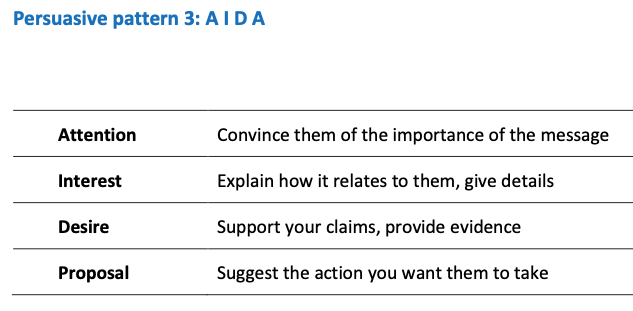 Persuasive pattern 3: A I D A
Attention Convince them of the importance of the message
Interest Explain how it relates to them, give details
Desire Support your claims, provide evidence
Proposal Suggest the action you want them to take